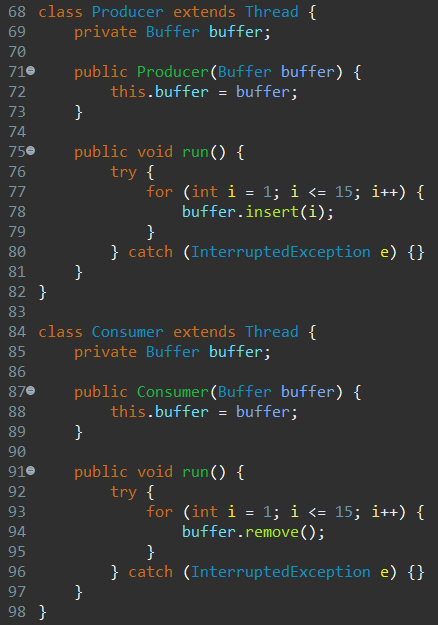 68 class Producer extends Thread {
69     private Buffer buffer;
70
71     public Producer(Buffer buffer) {
72         this.buffer = buffer;
73     }
74
75     public void run() {
76         try {
77             for (int i = 1; i <= 15; i++) {
78                 buffer.insert(i);
79             }
80         } catch (InterruptedException e) {}
81     }
82 }
83
84 class Consumer extends Thread {
85     private Buffer buffer;
86
87     public Consumer(Buffer buffer) {
88         this.buffer = buffer;
89     }
90
91     public void run() {
92         try {
93             for (int i = 1; i <= 15; i++) {
94                 buffer.remove();
95             }
96         } catch (InterruptedException e) {}
97     }
98 }